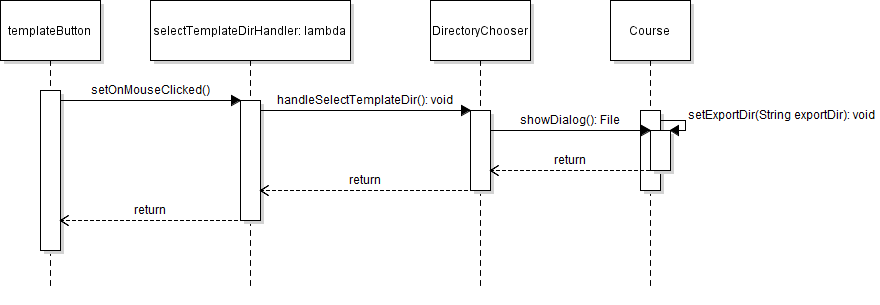 templateButton
selectTemplateDirHandler: lambda
DirectoryChooser
Course
setOnMouseClicked()
handleSelectTemplateDir(): void
showDialog(): File
setExportDir(String exportDir): void
return
return
return